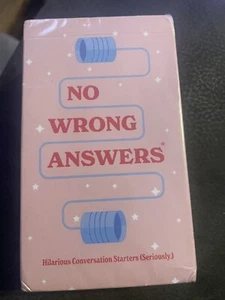 NO
WRONG
ANSWERS®
Hilarious Conversation Starters (Seriously.)